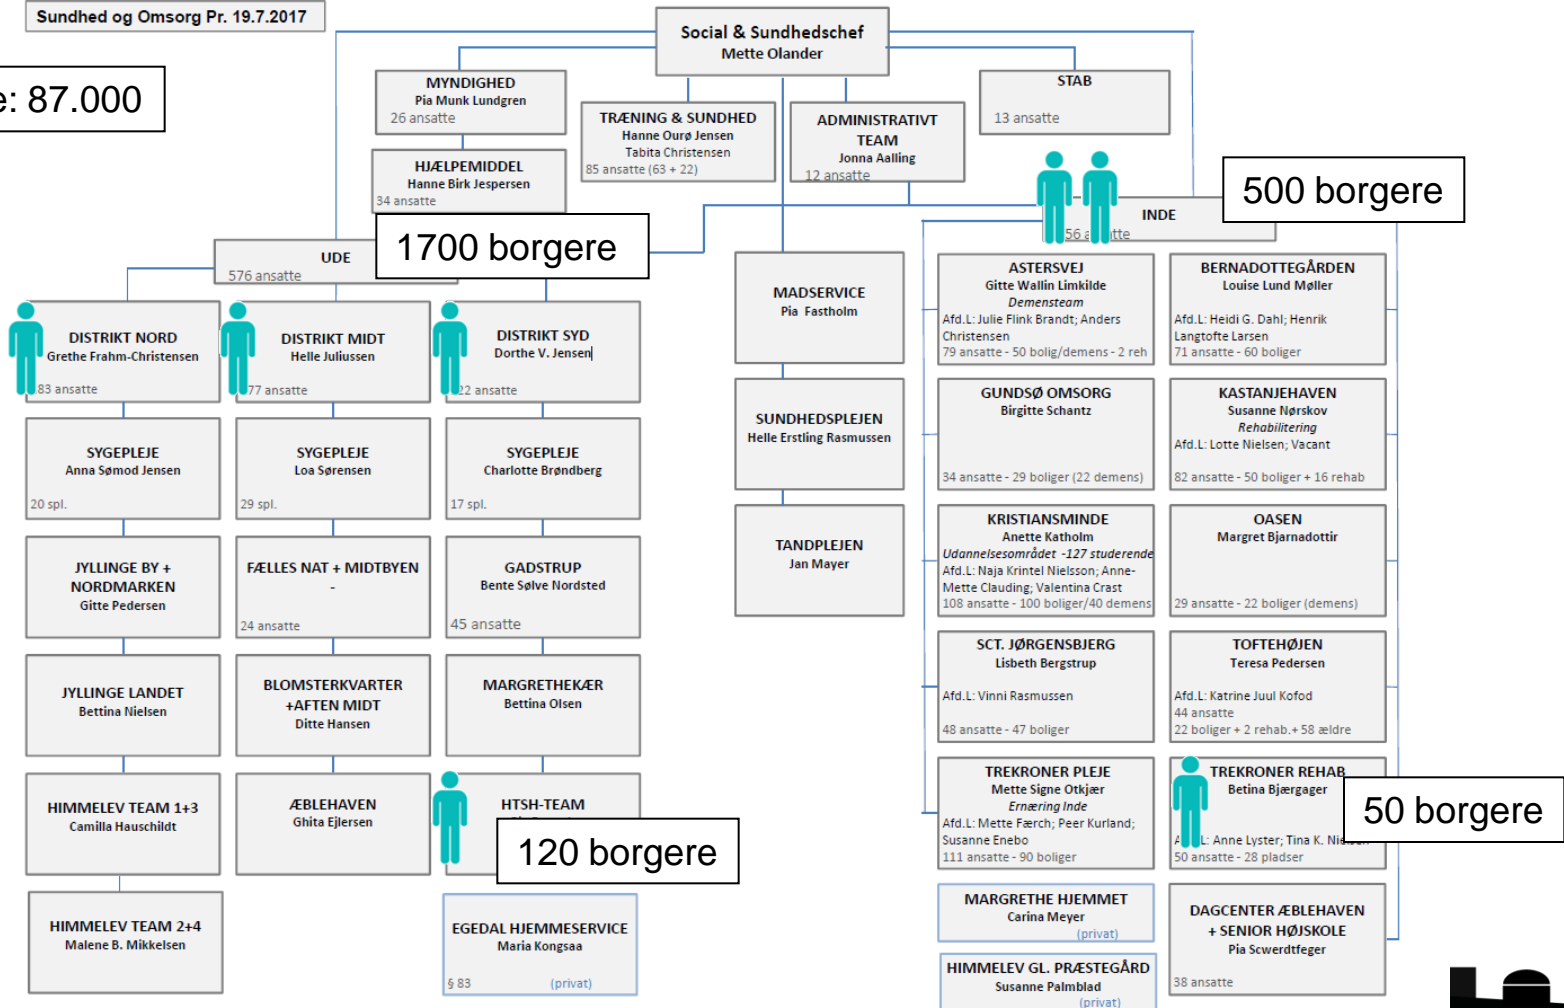 Sundhed og Omsorg Pr. 19.7.2017
: 87.000
Social & Sundhedschef
Mette Olander
MYNDIGHED
Pia Munk Lundgren
26 ansatte
HJÆLPEMIDDEL
Hanne Birk Jespersen
34 ansatte
TRÆNING & SUNDHED
Hanne Ourø Jensen
Tabita Christensen
85 ansatte (63 + 22)
ADMINISTRATIVT
TEAM
Jonna Aalling
12 ansatte
STAB
13 ansatte
UDE
576 ansatte
1700 borgere
INDE
56 a tte
500 borgere
DISTRIKT NORD
Grethe Frahm-Christensen
83 ansatte
SYGEPLEJE
Anna Sømod Jensen
20 spl.
JYLLINGE BY +
NORDMARKEN
Gitte Pedersen
JYLLINGE LANDET
Bettina Nielsen
HIMMELEV TEAM 1+3
Camilla Hauschildt
HIMMELEV TEAM 2+4
Malene B. Mikkelsen
DISTRIKT MIDT
Helle Juliussen
77 ansatte
SYGEPLEJE
Loa Sørensen
29 spl.
FÆLLES NAT + MIDTBYEN
-
24 ansatte
BLOMSTERKVARTER
+AFTEN MIDT
Ditte Hansen
ÆBLEHAVEN
Ghita Ejlersen
DISTRIKT SYD
Dorthe V. Jensen
22 ansatte
SYGEPLEJE
Charlotte Brøndberg
17 spl.
GADSTRUP
Bente Sølve Nordsted
45 ansatte
MARGRETHEKÆR
Bettina Olsen
HTSH-TEAM
120 borgere
EGEDAL HJEMMESERVICE
Maria Kongsaa
§ 83 (privat)
MADSERVICE
Pia Fastholm
SUNDHEDSPLEJEN
Helle Erstling Rasmussen
TANDPLEJEN
Jan Mayer
ASTERSVEJ
Gitte Wallin Limkilde
Demensteam
Afd.L: Julie Flink Brandt; Anders
Christensen
79 ansatte - 50 bolig/demens - 2 reh
GUNDSØ OMSORG
Birgitte Schantz
34 ansatte - 29 boliger (22 demens)
KRISTIANSMINDE
Anette Katholm
Udannelsesområdet -127 studerende
Afd.L: Naja Krintel Nielsson; Anne-
Mette Clauding; Valentina Crast
108 ansatte - 100 boliger/40 demens
SCT. JØRGENSBJERG
Lisbeth Bergstrup
Afd.L: Vinni Rasmussen
48 ansatte - 47 boliger
TREKRONER PLEJE
Mette Signe Otkjær
Ernæring Inde
Afd.L: Mette Færch; Peer Kurland;
Susanne Enebo
111 ansatte - 90 boliger
MARGRETHE HJEMMET
Carina Meyer
(privat)
HIMMELEV GL. PRÆSTEGÅRD
Susanne Palmblad
(privat)
BERNADOTTEGÅRDEN
Louise Lund Møller
Afd.L: Heidi G. Dahl; Henrik
Langtofte Larsen
71 ansatte - 60 boliger
KASTANJEHAVEN
Susanne Nørskov
Rehabilitering
Afd.L: Lotte Nielsen; Vacant
82 ansatte - 50 boliger + 16 rehab
OASEN
Margret Bjarnadottir
29 ansatte - 22 boliger (demens)
TOFTEHØJEN
Teresa Pedersen
Afd.L: Katrine Juul Kofod
44 ansatte
22 boliger + 2 rehab.+ 58 ældre
TREKRONER REHAB
Betina Bjærgager
L: Anne Lyster; Tina K.
50 ansatte - 28 pladser
50 borgere
DAGCENTER ÆBLEHAVEN
+ SENIOR HØJSKOLE
Pia Scwerdtfeger
38 ansatte